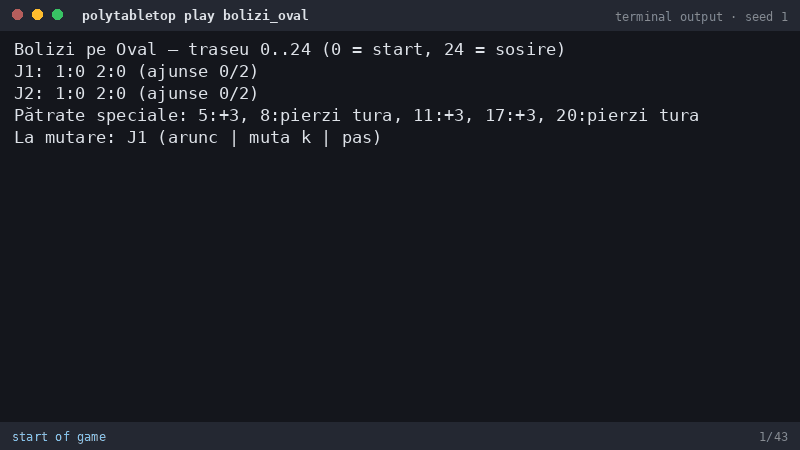 polytabletop play bolizi_oval
terminal output · seed 1
Bolizi pe Oval — traseu 0..24 (0 = start, 24 = sosire)
J1: 1:0 2:0 (ajunse 0/2)
J2: 1:0 2:0 (ajunse 0/2)
Pătrate speciale: 5:+3, 8:pierzi tura, 11:+3, 17:+3, 20:pierzi tura
La mutare: J1 (arunc | muta k | pas)
start of game
1/43